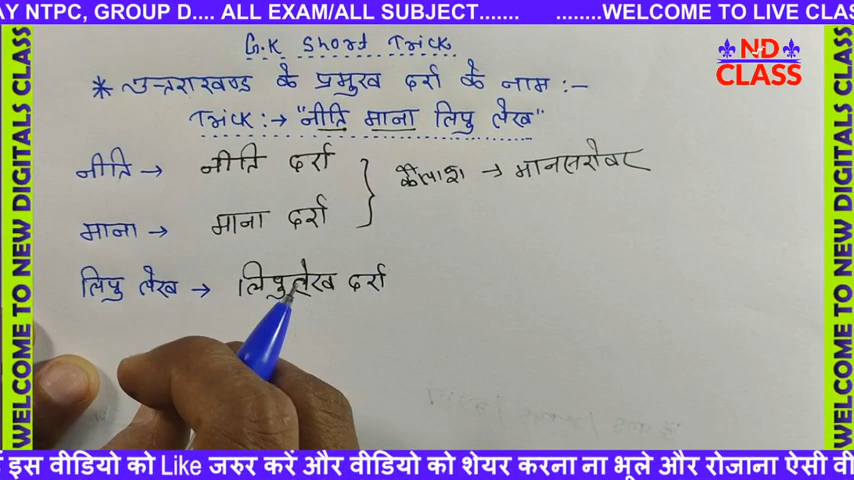 AY NTPC, GROUP D.... ALL EXAM/ALL SUBJECT....... .......WELCOME TO LIVE CLAS
G.K Short Trick
ND
CLASS
* उत्तराखण्ड के प्रमुख दर्रा के नाम :-
Trick :→ "नीति माना लिपु लेख"
नीति → नीति दर्रा
कैलाश → मानसरोवर
माना → माना दर्रा
लिपु लेख → लिपुलेख दर्रा
WELCOME TO NEW DIGITALS CLASS
WELCOME TO NEW DIGITALS CLASS
इस वीडियो को Like जरुर करें और वीडियो को शेयर करना ना भूले और रोजाना ऐसी वी